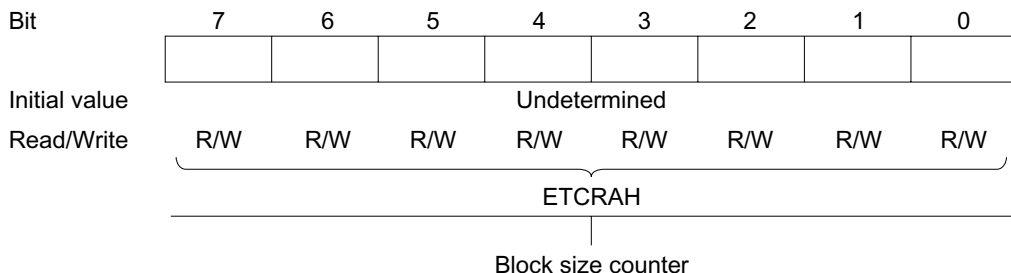 Bit 7 6 5 4 3 2 1 0
Initial value Undetermined
Read/Write R/W R/W R/W R/W R/W R/W R/W R/W
ETCRAH
Block size counter